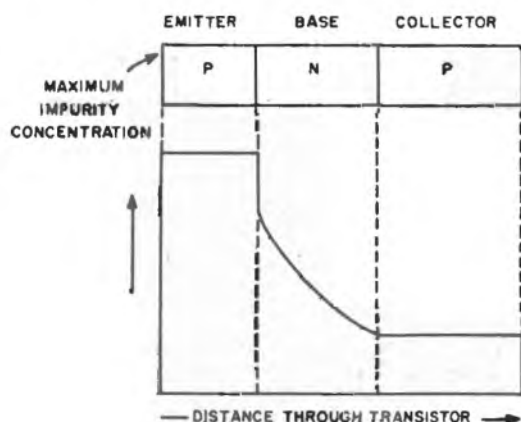 EMITTER BASE COLLECTOR
P N P
MAXIMUM
IMPURITY
CONCENTRATION
DISTANCE THROUGH TRANSISTOR